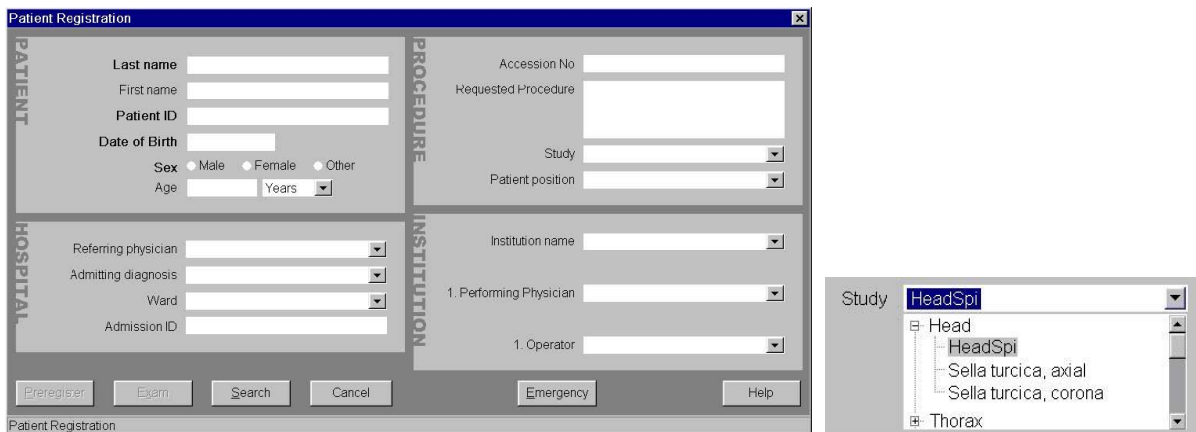 Patient Registration
PATIENT
Last name
First name
Patient ID
Date of Birth
Sex Male Female Other
Age Years
PROCEDURE
Accession No
Requested Procedure
Study
Patient position
HOSPITAL
Referring physician
Admitting diagnosis
Ward
Admission ID
INSTITUTION
Institution name
1. Performing Physician
1. Operator
Preregister Exam Search Cancel Emergency Help
Patient Registration
Study HeadSpi
Head
HeadSpi
Sella turcica, axial
Sella turcica, corona
Thorax